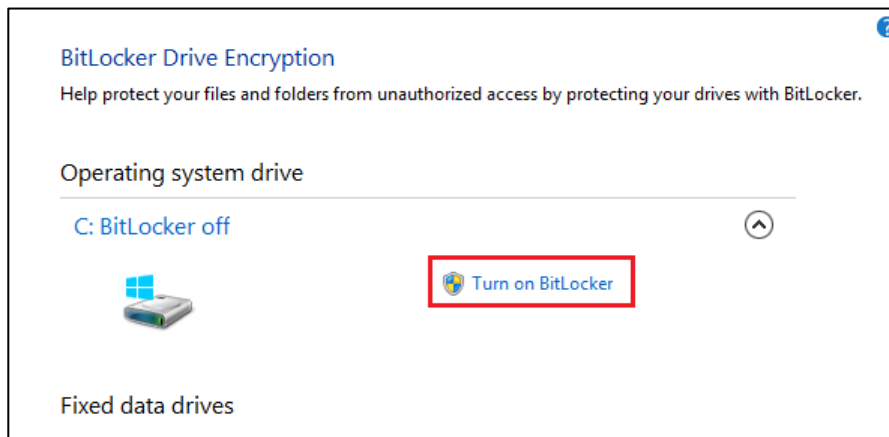 BitLocker Drive Encryption
Help protect your files and folders from unauthorized access by protecting your drives with BitLocker.
Operating system drive
C: BitLocker off
Turn on BitLocker
Fixed data drives